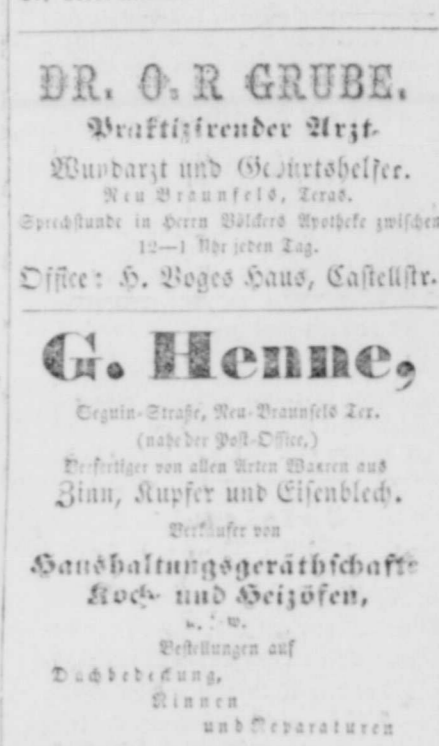 DR. O. R GRUBE.
Praktizirender Arzt-
Wundarzt und Geburtshelfer.
Neu Braunfels, Texas.
Sprechstunde in Herrn Völckers Apotheke zwischen
12—1 Uhr jeden Tag.
Office: H. Voges Haus, Castellstr.
G. Henne,
Seguin-Straße, Neu-Braunfels Tex.
(nahe der Post-Office,)
Verfertiger von allen Arten Waaren aus
Zinn, Kupfer und Eisenblech.
Verkäufer von
Haushaltungsgeräthschaft-
Koch- und Heizöfen,
u. s. w.
Bestellungen auf
Dachbedeckung,
Rinnen
und Reparaturen